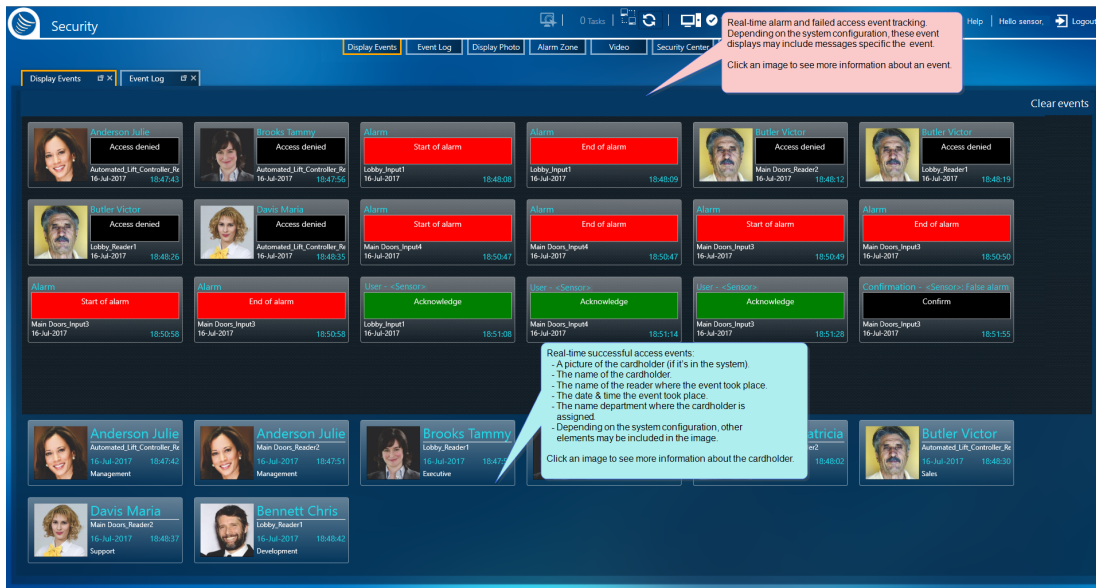 Security
0 Tasks
Help
Hello sensor,
Logout
Display Events
Event Log
Display Photo
Alarm Zone
Video
Security Center
Real-time alarm and failed access event tracking.
Depending on the system configuration, these event
displays may include messages specific the event.
Click an image to see more information about an event.
Display Events
Event Log
Clear events
Anderson Julie
Access denied
Automated_Lift_Controller_Re
16-Jul-2017 18:47:43
Brooks Tammy
Access denied
Automated_Lift_Controller_Re
16-Jul-2017 18:47:56
Alarm
Start of alarm
Lobby_Input1
16-Jul-2017 18:48:08
Alarm
End of alarm
Lobby_Input1
16-Jul-2017 18:48:09
Butler Victor
Access denied
Main Doors_Reader2
16-Jul-2017 18:48:12
Butler Victor
Access denied
Lobby_Reader1
16-Jul-2017 18:48:19
Butler Victor
Access denied
Lobby_Reader1
16-Jul-2017 18:48:26
Davis Maria
Access denied
Automated_Lift_Controller_Re
16-Jul-2017 18:48:35
Alarm
Start of alarm
Main Doors_Input4
16-Jul-2017 18:50:47
Alarm
End of alarm
Main Doors_Input4
16-Jul-2017 18:50:47
Alarm
Start of alarm
Main Doors_Input3
16-Jul-2017 18:50:49
Alarm
End of alarm
Main Doors_Input3
16-Jul-2017 18:50:50
Alarm
Start of alarm
Main Doors_Input3
16-Jul-2017 18:50:58
Alarm
End of alarm
Main Doors_Input3
16-Jul-2017 18:50:58
User - <Sensor>
Acknowledge
Lobby_Input1
16-Jul-2017 18:51:08
User - <Sensor>
Acknowledge
Main Doors_Input4
16-Jul-2017 18:51:14
User - <Sensor>
Acknowledge
Main Doors_Input3
16-Jul-2017 18:51:28
Confirmation - <Sensor>: False alarm
Confirm
Main Doors_Input3
16-Jul-2017 18:51:55
Real-time successful access events:
- A picture of the cardholder (if it's in the system).
- The name of the cardholder.
- The name of the reader where the event took place.
- The date & time the event took place.
- The name department where the cardholder is
assigned.
- Depending on the system configuration, other
elements may be included in the image.
Click an image to see more information about the cardholder.
Anderson Julie
Automated_Lift_Controller_Re
16-Jul-2017 18:47:42
Management
Anderson Julie
Main Doors_Reader2
16-Jul-2017 18:47:51
Management
Brooks Tammy
Lobby_Reader1
16-Jul-2017
Executive
atricia
er2
18:48:02
Butler Victor
Automated_Lift_Controller_Re
16-Jul-2017 18:48:30
Sales
Davis Maria
Main Doors_Reader2
16-Jul-2017 18:48:37
Support
Bennett Chris
Lobby_Reader1
16-Jul-2017 18:48:42
Development